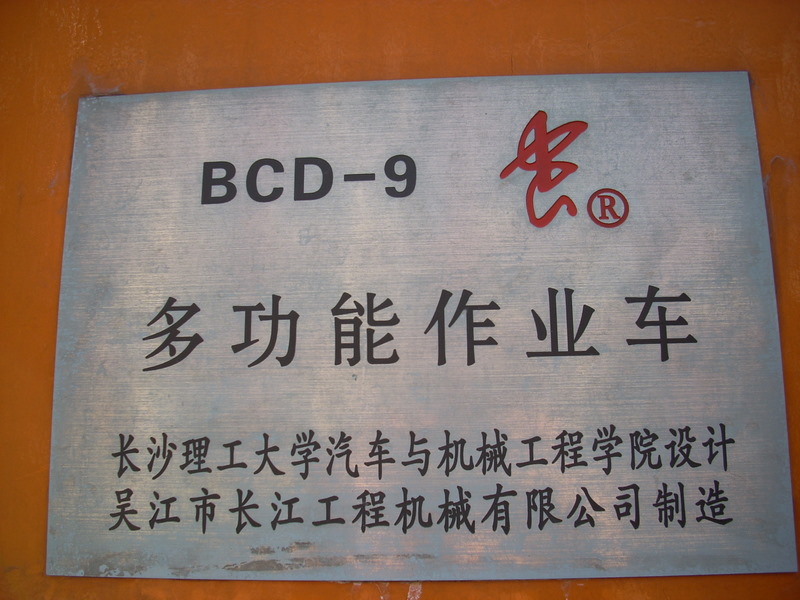 BCD-9 ®
多功能作业车
长沙理工大学汽车与机械工程学院设计
吴江市长江工程机械有限公司制造